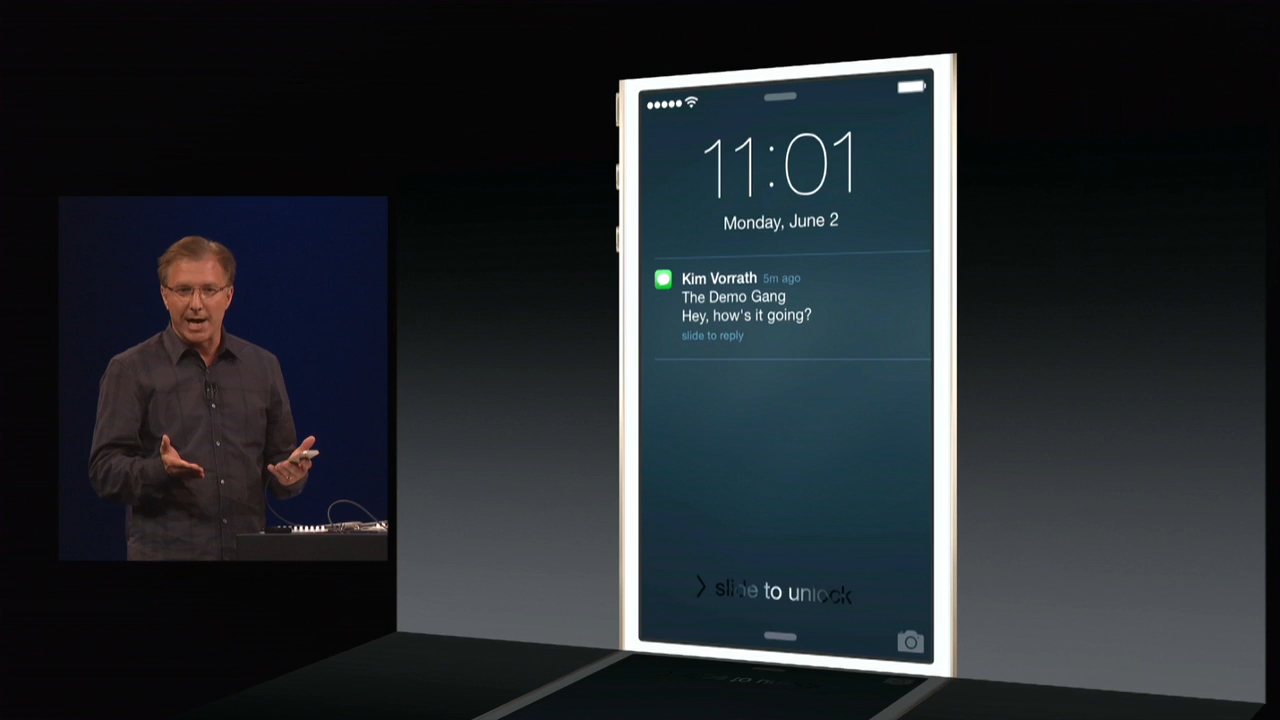 11:01
Monday, June 2
Kim Vorrath 5m ago
The Demo Gang
Hey, how's it going?
slide to reply
> slide to unlock